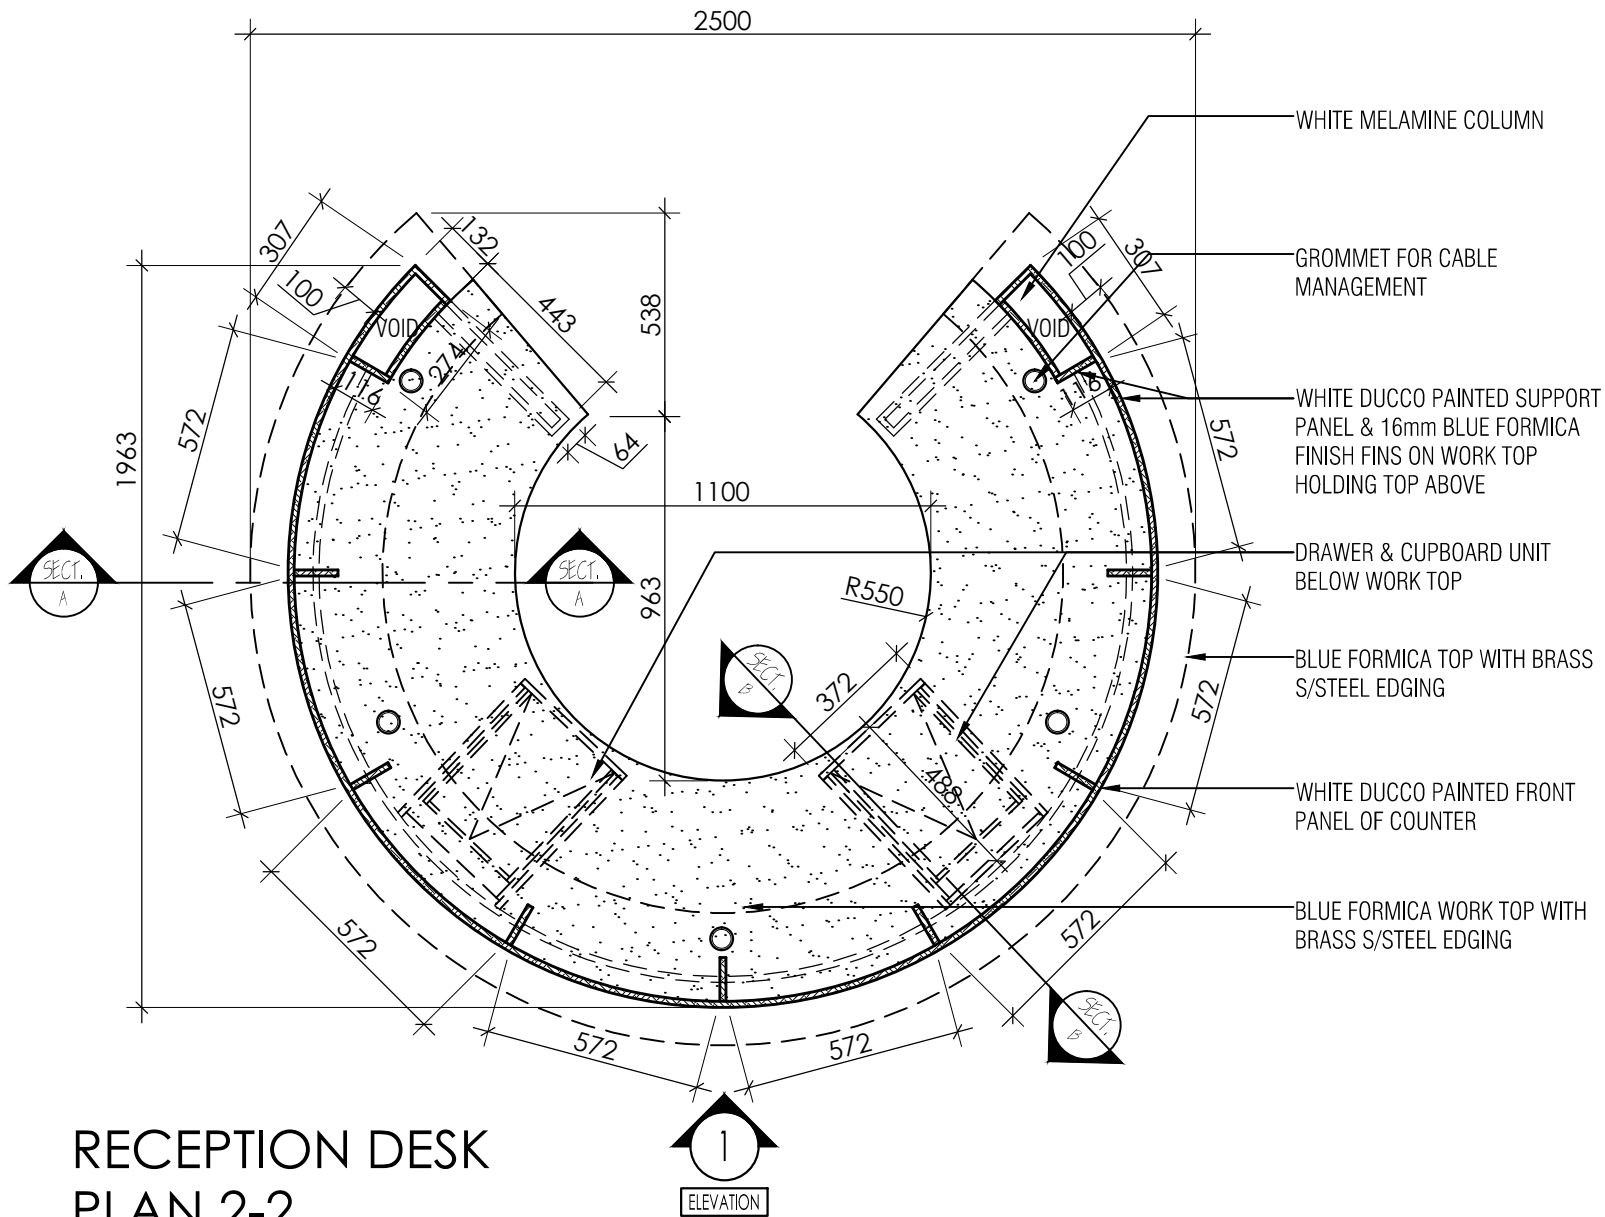 2500
WHITE MELAMINE COLUMN
GROMMET FOR CABLE
MANAGEMENT
WHITE DUCCO PAINTED SUPPORT
PANEL & 16mm BLUE FORMICA
FINISH FINS ON WORK TOP
HOLDING TOP ABOVE
DRAWER & CUPBOARD UNIT
BELOW WORK TOP
BLUE FORMICA TOP WITH BRASS
S/STEEL EDGING
WHITE DUCCO PAINTED FRONT
PANEL OF COUNTER
BLUE FORMICA WORK TOP WITH
BRASS S/STEEL EDGING
307
132
100
443
538
100
307
VOID
VOID
274
116
116
572
1963
64
572
1100
SECT.
A
SECT.
A
963
R550
SECT.
B
372
572
572
488
572
572
572
572
SECT.
B
1
ELEVATION
RECEPTION DESK
PLAN 2-2